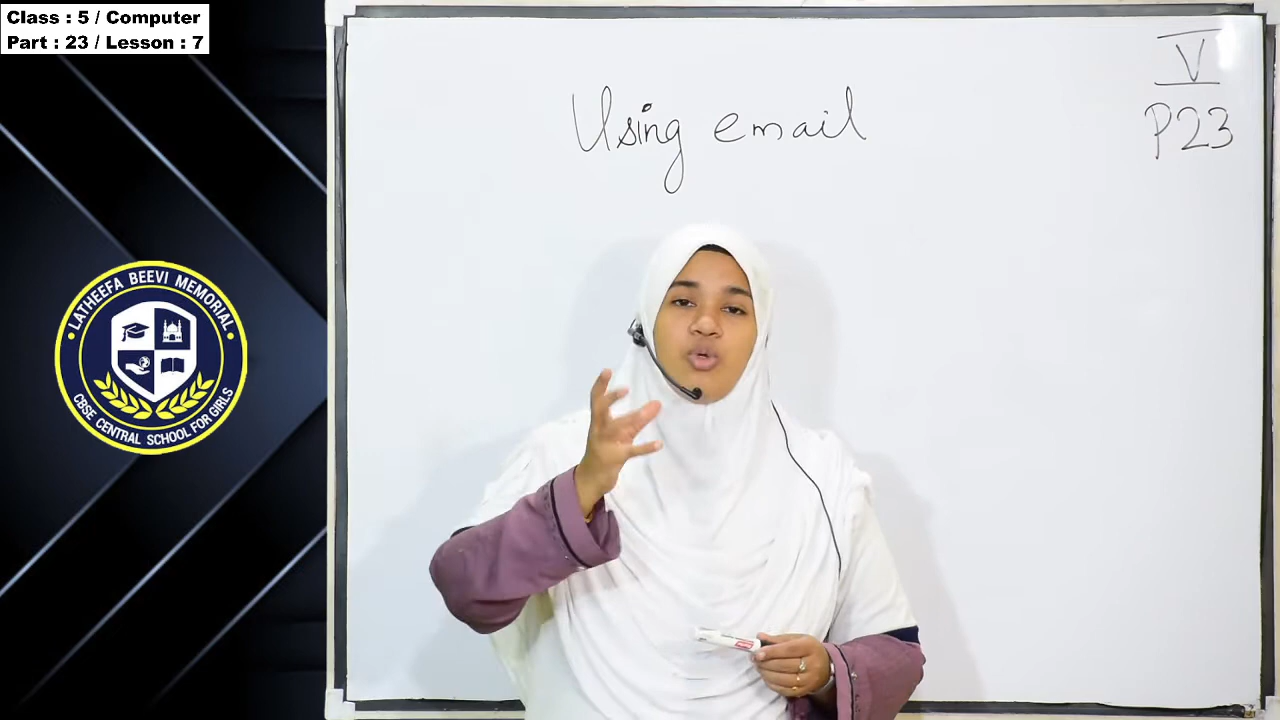 Class : 5 / Computer
Part : 23 / Lesson : 7
Using email
V
P23
LATHEEFA BEEVI MEMORIAL
CBSE CENTRAL SCHOOL FOR GIRLS